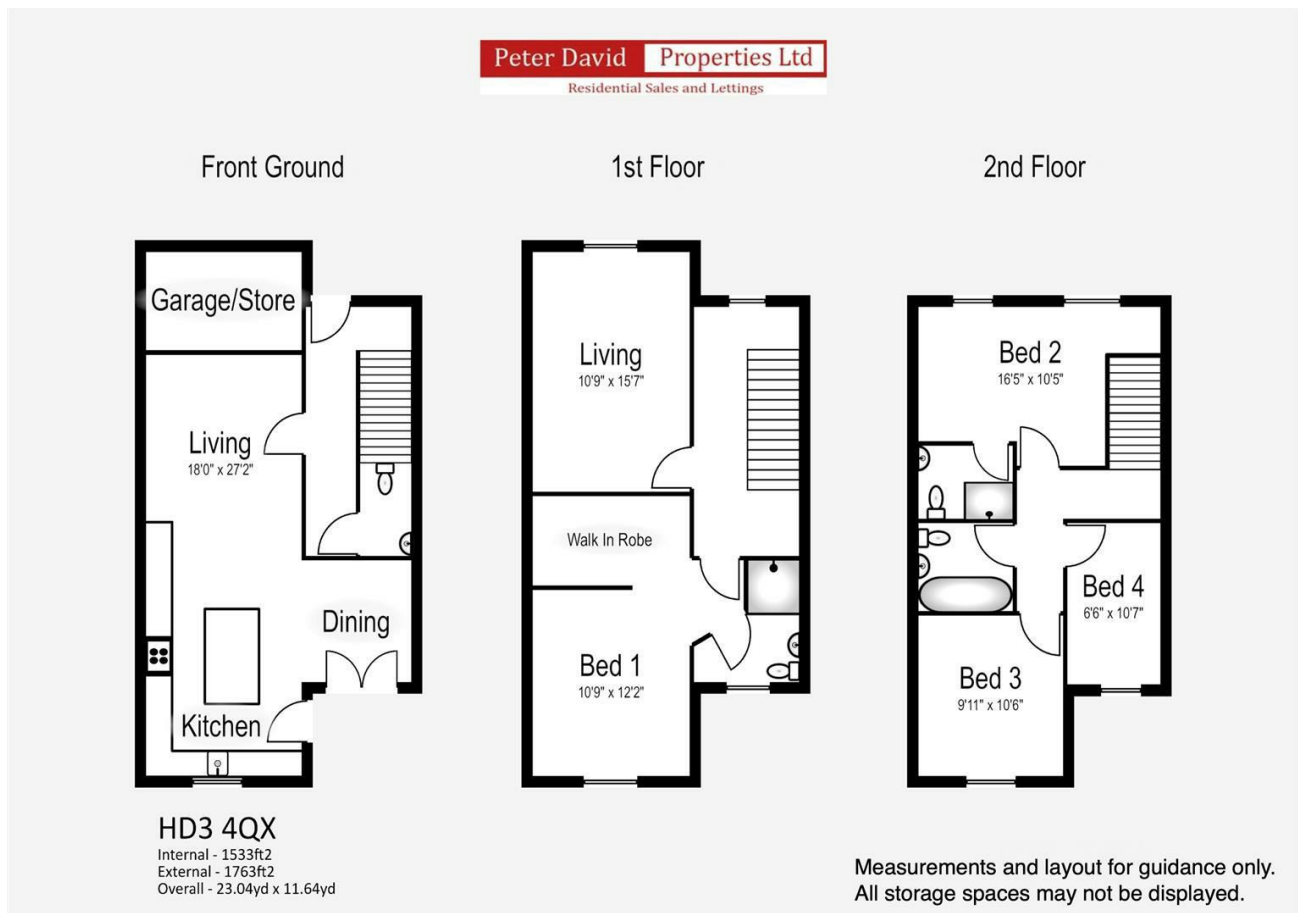 Peter David Properties Ltd
Residential Sales and Lettings
Front Ground
1st Floor
2nd Floor
Garage/Store
Living
18'0" x 27'2"
Dining
Kitchen
Living
10'9" x 15'7"
Walk In Robe
Bed 1
10'9" x 12'2"
Bed 2
16'5" x 10'5"
Bed 4
6'6" x 10'7"
Bed 3
9'11" x 10'6"
HD3 4QX
Internal - 1533ft2
External - 1763ft2
Overall - 23.04yd x 11.64yd
Measurements and layout for guidance only.
All storage spaces may not be displayed.